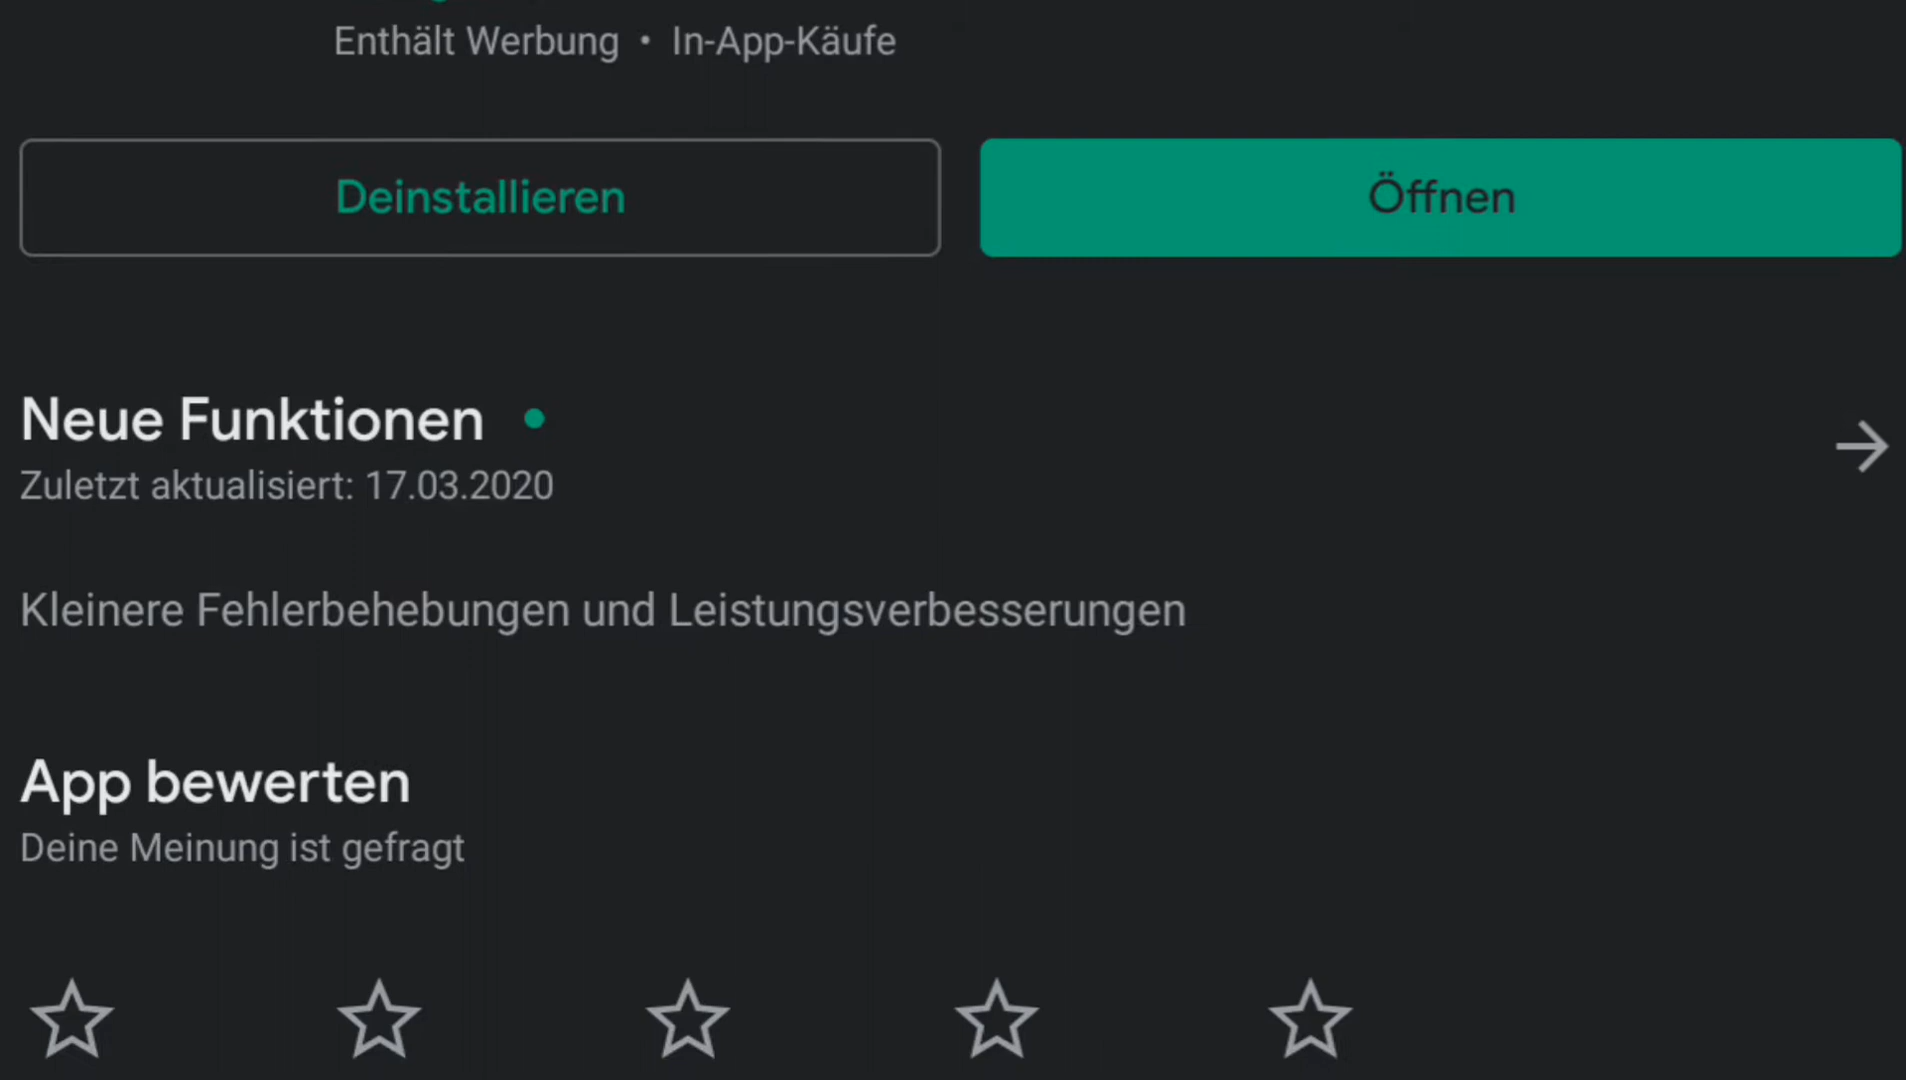 Enthält Werbung • In-App-Käufe
Deinstallieren
Öffnen
Neue Funktionen
Zuletzt aktualisiert: 17.03.2020
Kleinere Fehlerbehebungen und Leistungsverbesserungen
App bewerten
Deine Meinung ist gefragt